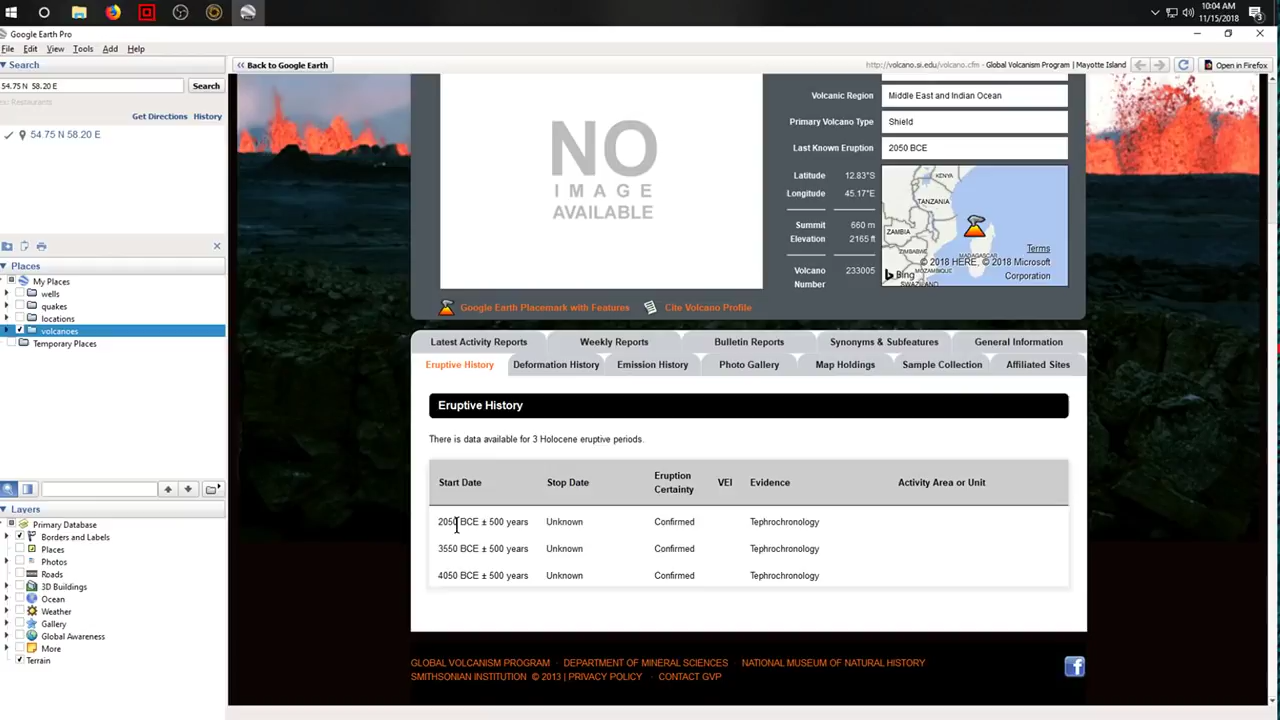 10:04 AM
11/15/2018
3
Google Earth Pro
File Edit View Tools Add Help
Search
54.75 N 58.20 E Search
Get Directions History
54.75 N 58.20 E
Places
My Places
wells
quakes
locations
volcanoes
Temporary Places
Layers
Primary Database
Borders and Labels
Places
Photos
Roads
3D Buildings
Ocean
Weather
Gallery
Global Awareness
More
Terrain
Back to Google Earth
http://volcano.si.edu/volcano.cfm - Global Volcanism Program | Mayotte Island
Open in Firefox
NO
IMAGE
AVAILABLE
Volcanic Region Middle East and Indian Ocean
Primary Volcano Type Shield
Last Known Eruption 2050 BCE
Latitude 12.83°S
Longitude 45.17°E
Summit 660 m
Elevation 2165 ft
Volcano 233005
Number
KENYA
TANZANIA
ZAMBIA
ZIMBABWE
MOZAMBIQUE
MADAGASCAR
SWAZILAND
Terms
© 2018 HERE, © 2018 Microsoft
Bing Corporation
Google Earth Placemark with Features Cite Volcano Profile
Latest Activity Reports Weekly Reports Bulletin Reports Synonyms & Subfeatures General Information
Eruptive History Deformation History Emission History Photo Gallery Map Holdings Sample Collection Affiliated Sites
Eruptive History
There is data available for 3 Holocene eruptive periods.
Start Date Stop Date Eruption Certainty VEI Evidence Activity Area or Unit
2050 BCE ± 500 years Unknown Confirmed Tephrochronology
3550 BCE ± 500 years Unknown Confirmed Tephrochronology
4050 BCE ± 500 years Unknown Confirmed Tephrochronology
GLOBAL VOLCANISM PROGRAM · DEPARTMENT OF MINERAL SCIENCES · NATIONAL MUSEUM OF NATURAL HISTORY
SMITHSONIAN INSTITUTION © 2013 | PRIVACY POLICY · CONTACT GVP